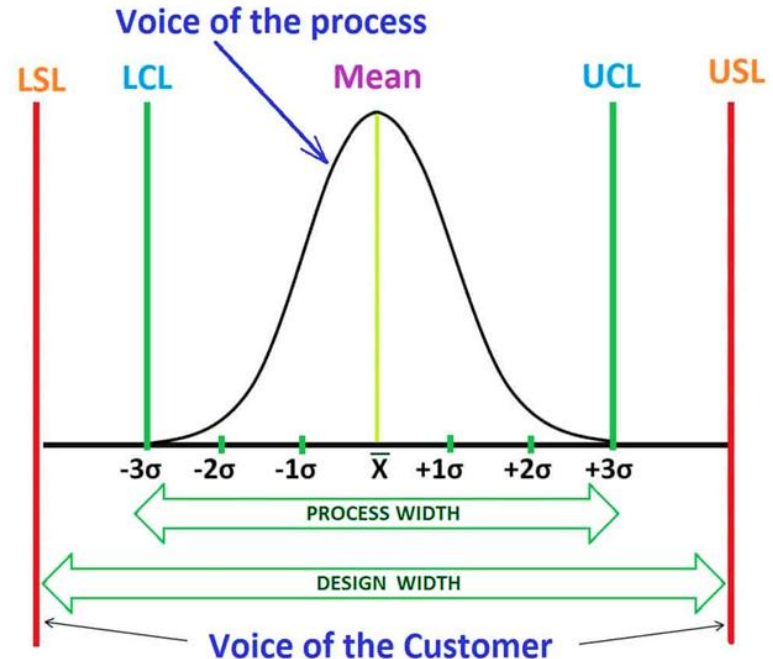 Voice of the process
LSL LCL Mean UCL USL
-3σ -2σ -1σ X̅ +1σ +2σ +3σ
PROCESS WIDTH
DESIGN WIDTH
Voice of the Customer